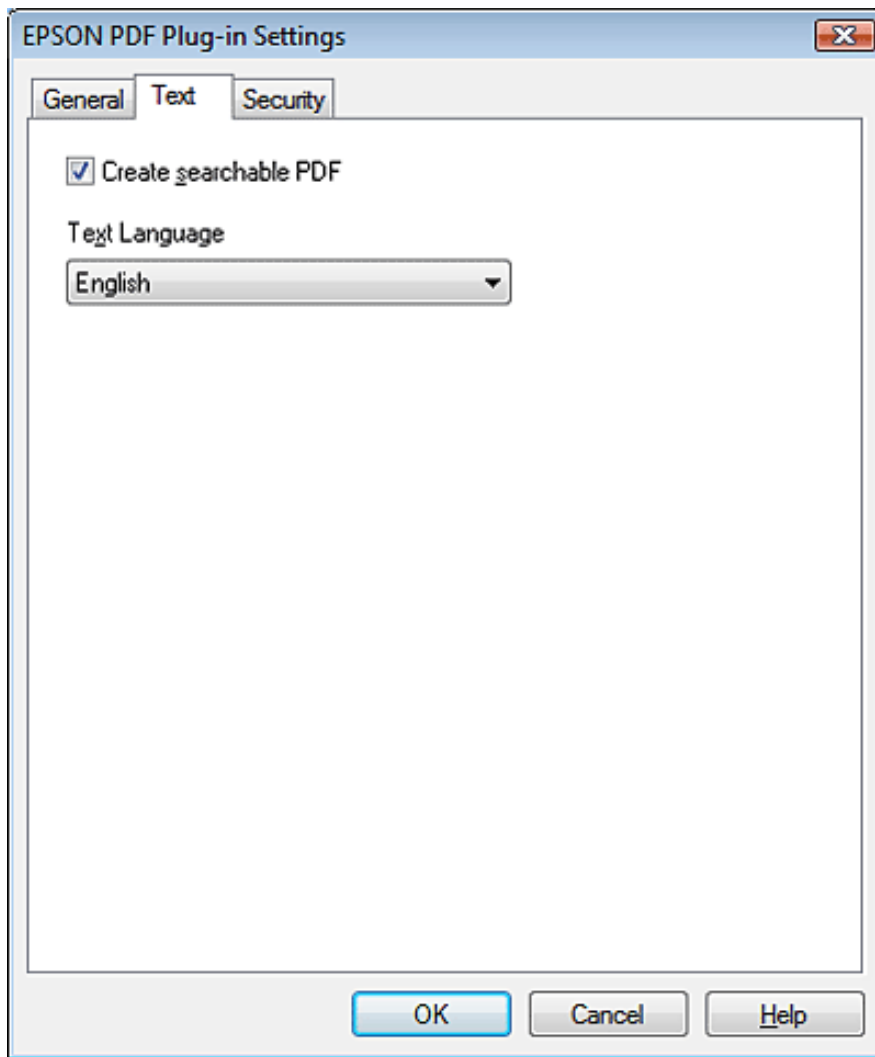 EPSON PDF Plug-in Settings
General Text Security
Create searchable PDF
Text Language
English
OK Cancel Help